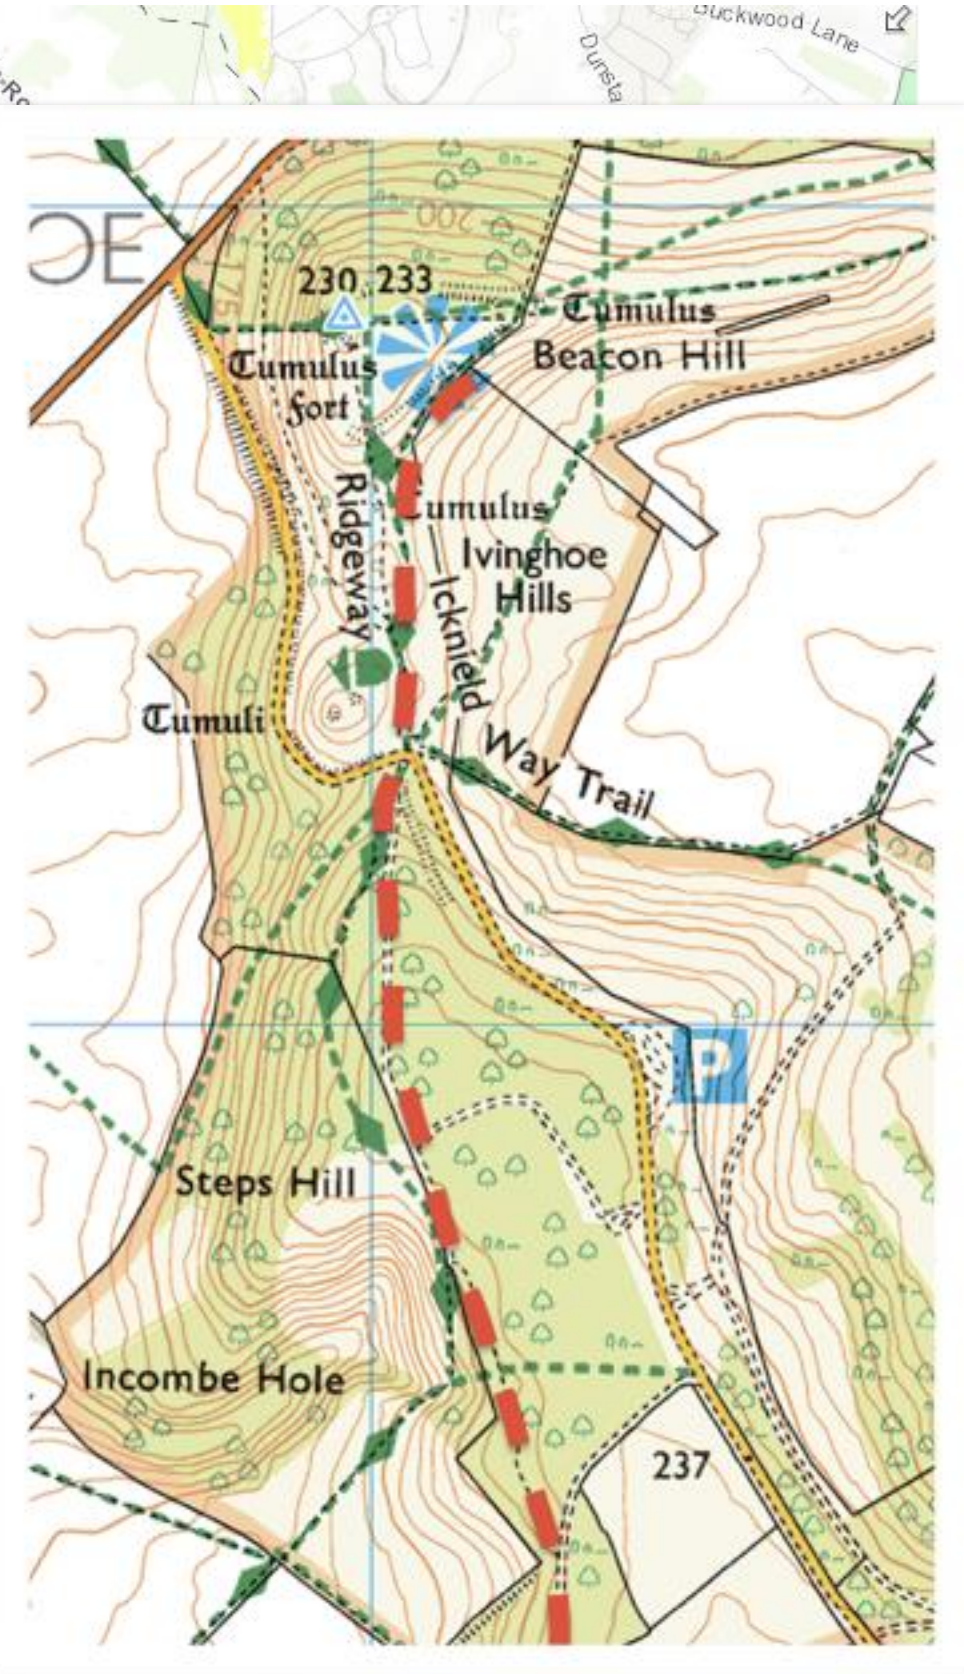 Buckwood Lane
Dunsta
-Ro
OE
200
175
230 233
Tumulus
Beacon Hill
Tumulus
Fort
Ridgeway
Tumulus
Ivinghoe
Hills
Icknield Way Trail
Tumuli
P
Steps Hill
Incombe Hole
237